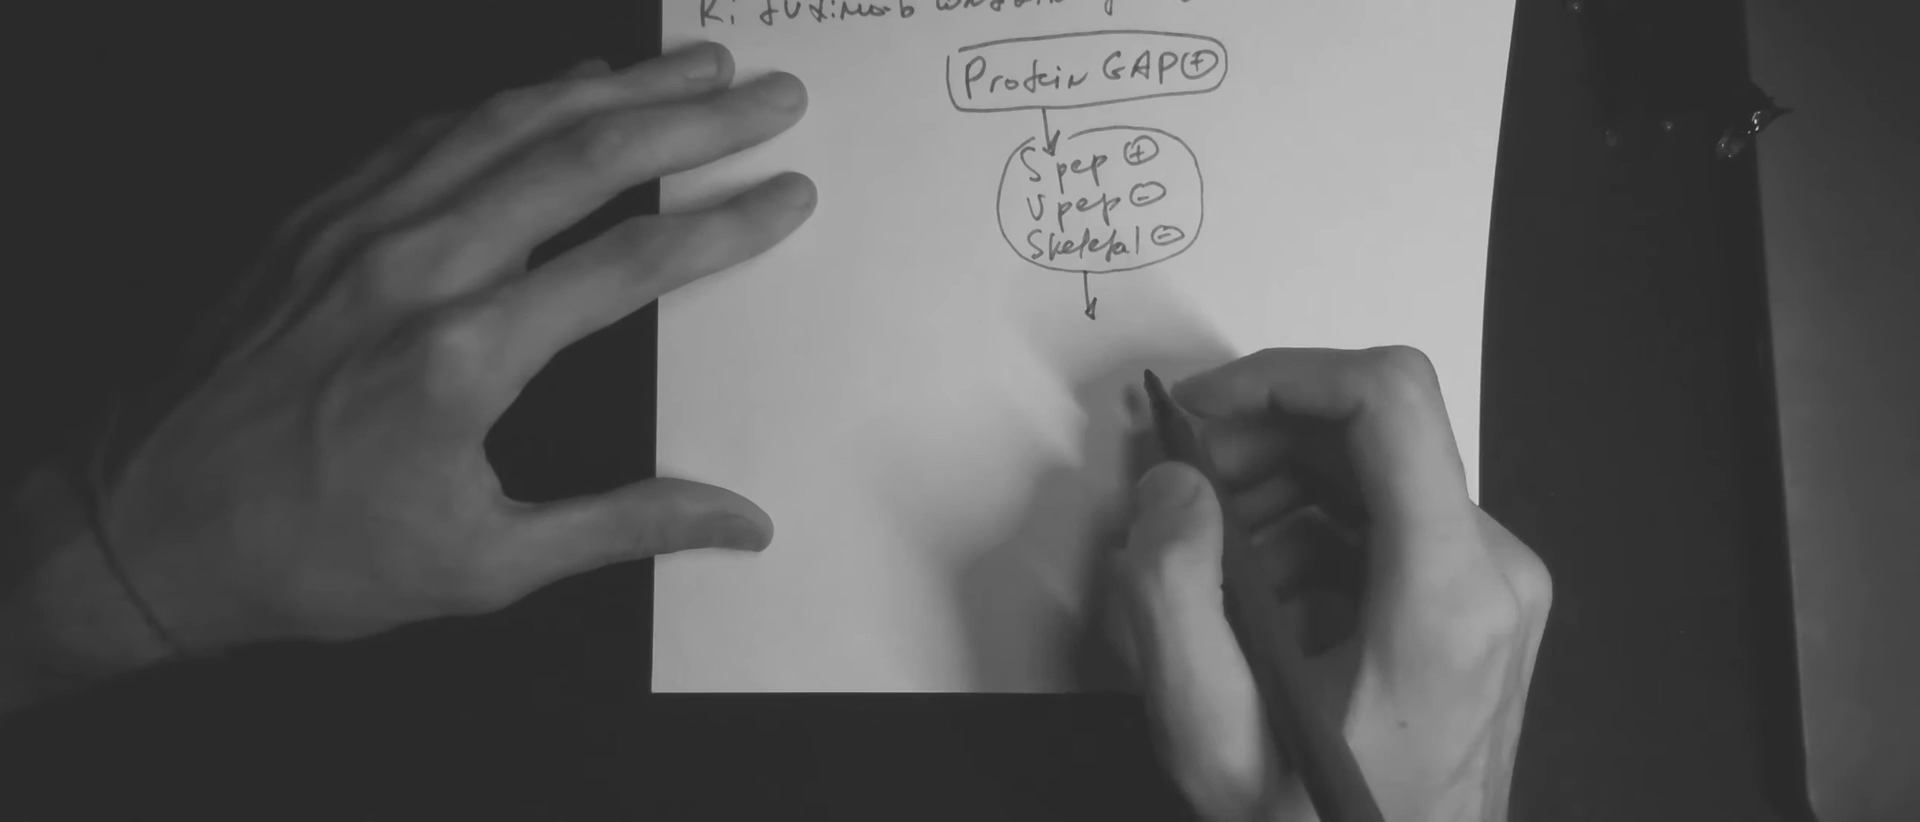 Protein GAP ⊕
S pep ⊕
U pep ⊖
Skeletal ⊖